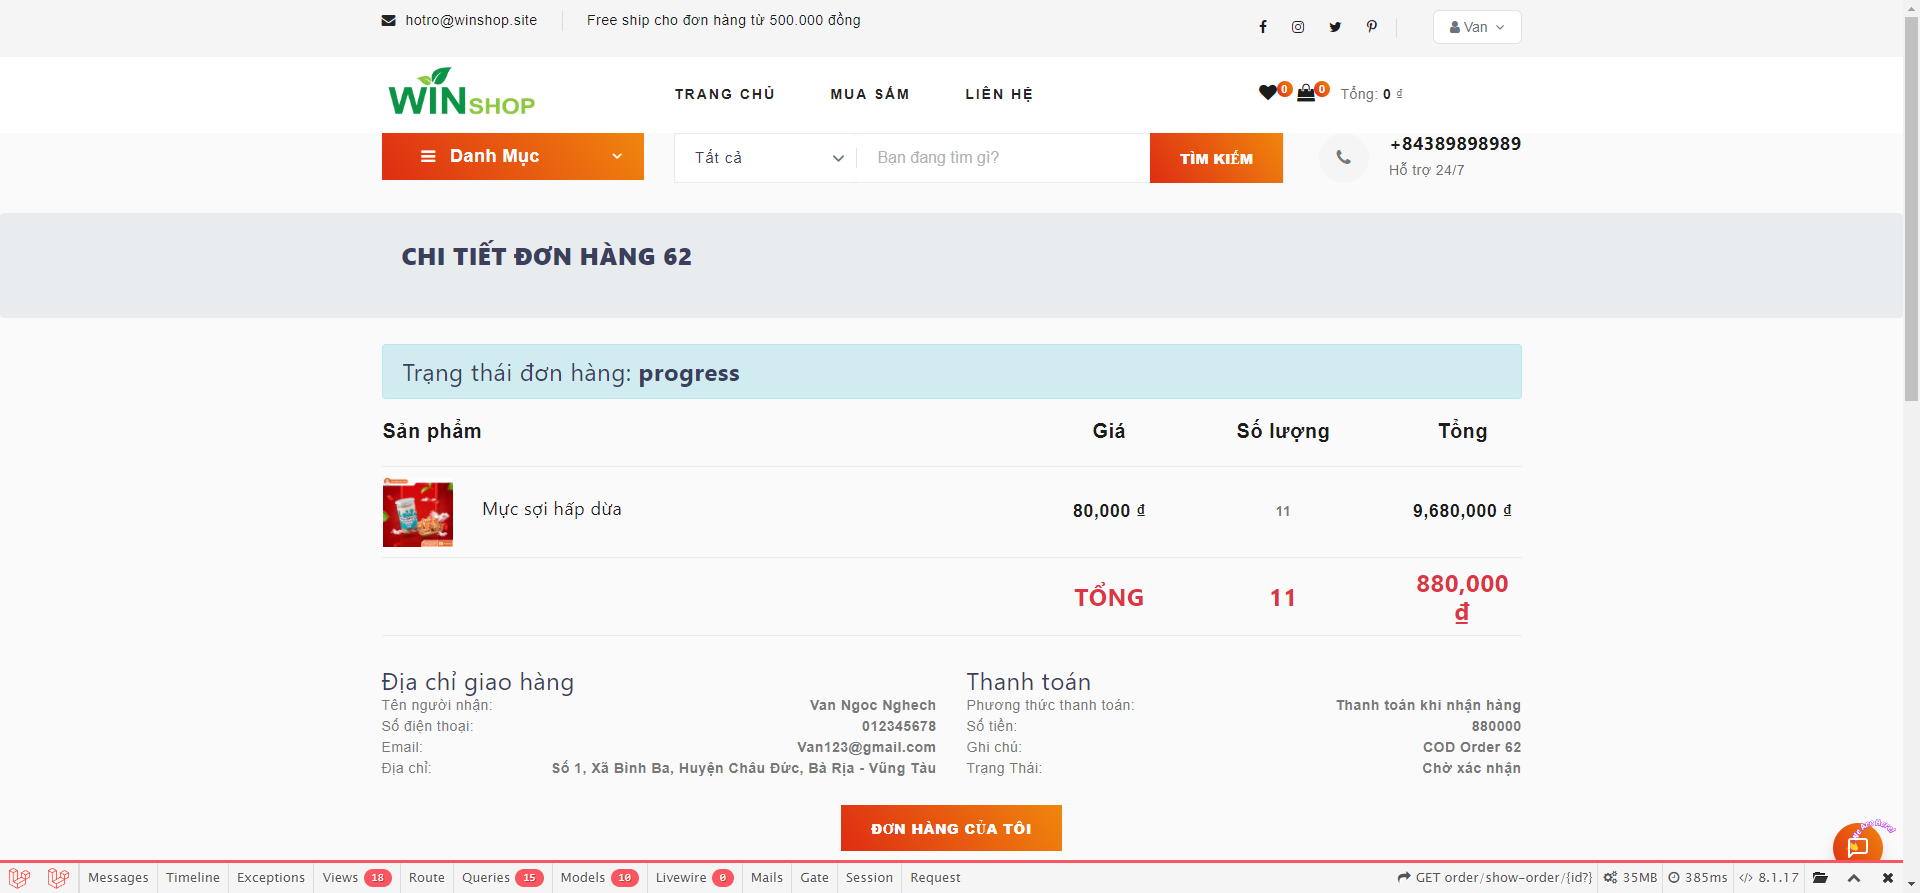 hotro@winshop.site Free ship cho đơn hàng từ 500.000 đồng Van
WIN SHOP TRANG CHỦ MUA SẮM LIÊN HỆ 0 0 Tổng: 0 ₫
Danh Mục Tất cả Bạn đang tìm gì? TÌM KIẾM +84389898989
Hỗ trợ 24/7
CHI TIẾT ĐƠN HÀNG 62
Trạng thái đơn hàng: progress
Sản phẩm Giá Số lượng Tổng
Mực sợi hấp dừa 80,000 ₫ 11 9,680,000 ₫
TỔNG 11 880,000 ₫
Địa chỉ giao hàng
Tên người nhận: Van Ngoc Nghech
Số điện thoại: 012345678
Email: Van123@gmail.com
Địa chỉ: Số 1, Xã Bình Ba, Huyện Châu Đức, Bà Rịa - Vũng Tàu
Thanh toán
Phương thức thanh toán: Thanh toán khi nhận hàng
Số tiền: 880000
Ghi chú: COD Order 62
Trạng Thái: Chờ xác nhận
ĐƠN HÀNG CỦA TÔI
We Are Here!
Messages Timeline Exceptions Views 18 Route Queries 15 Models 10 Livewire 0 Mails Gate Session Request GET order/show-order/{id?} 35MB 385ms 8.1.17